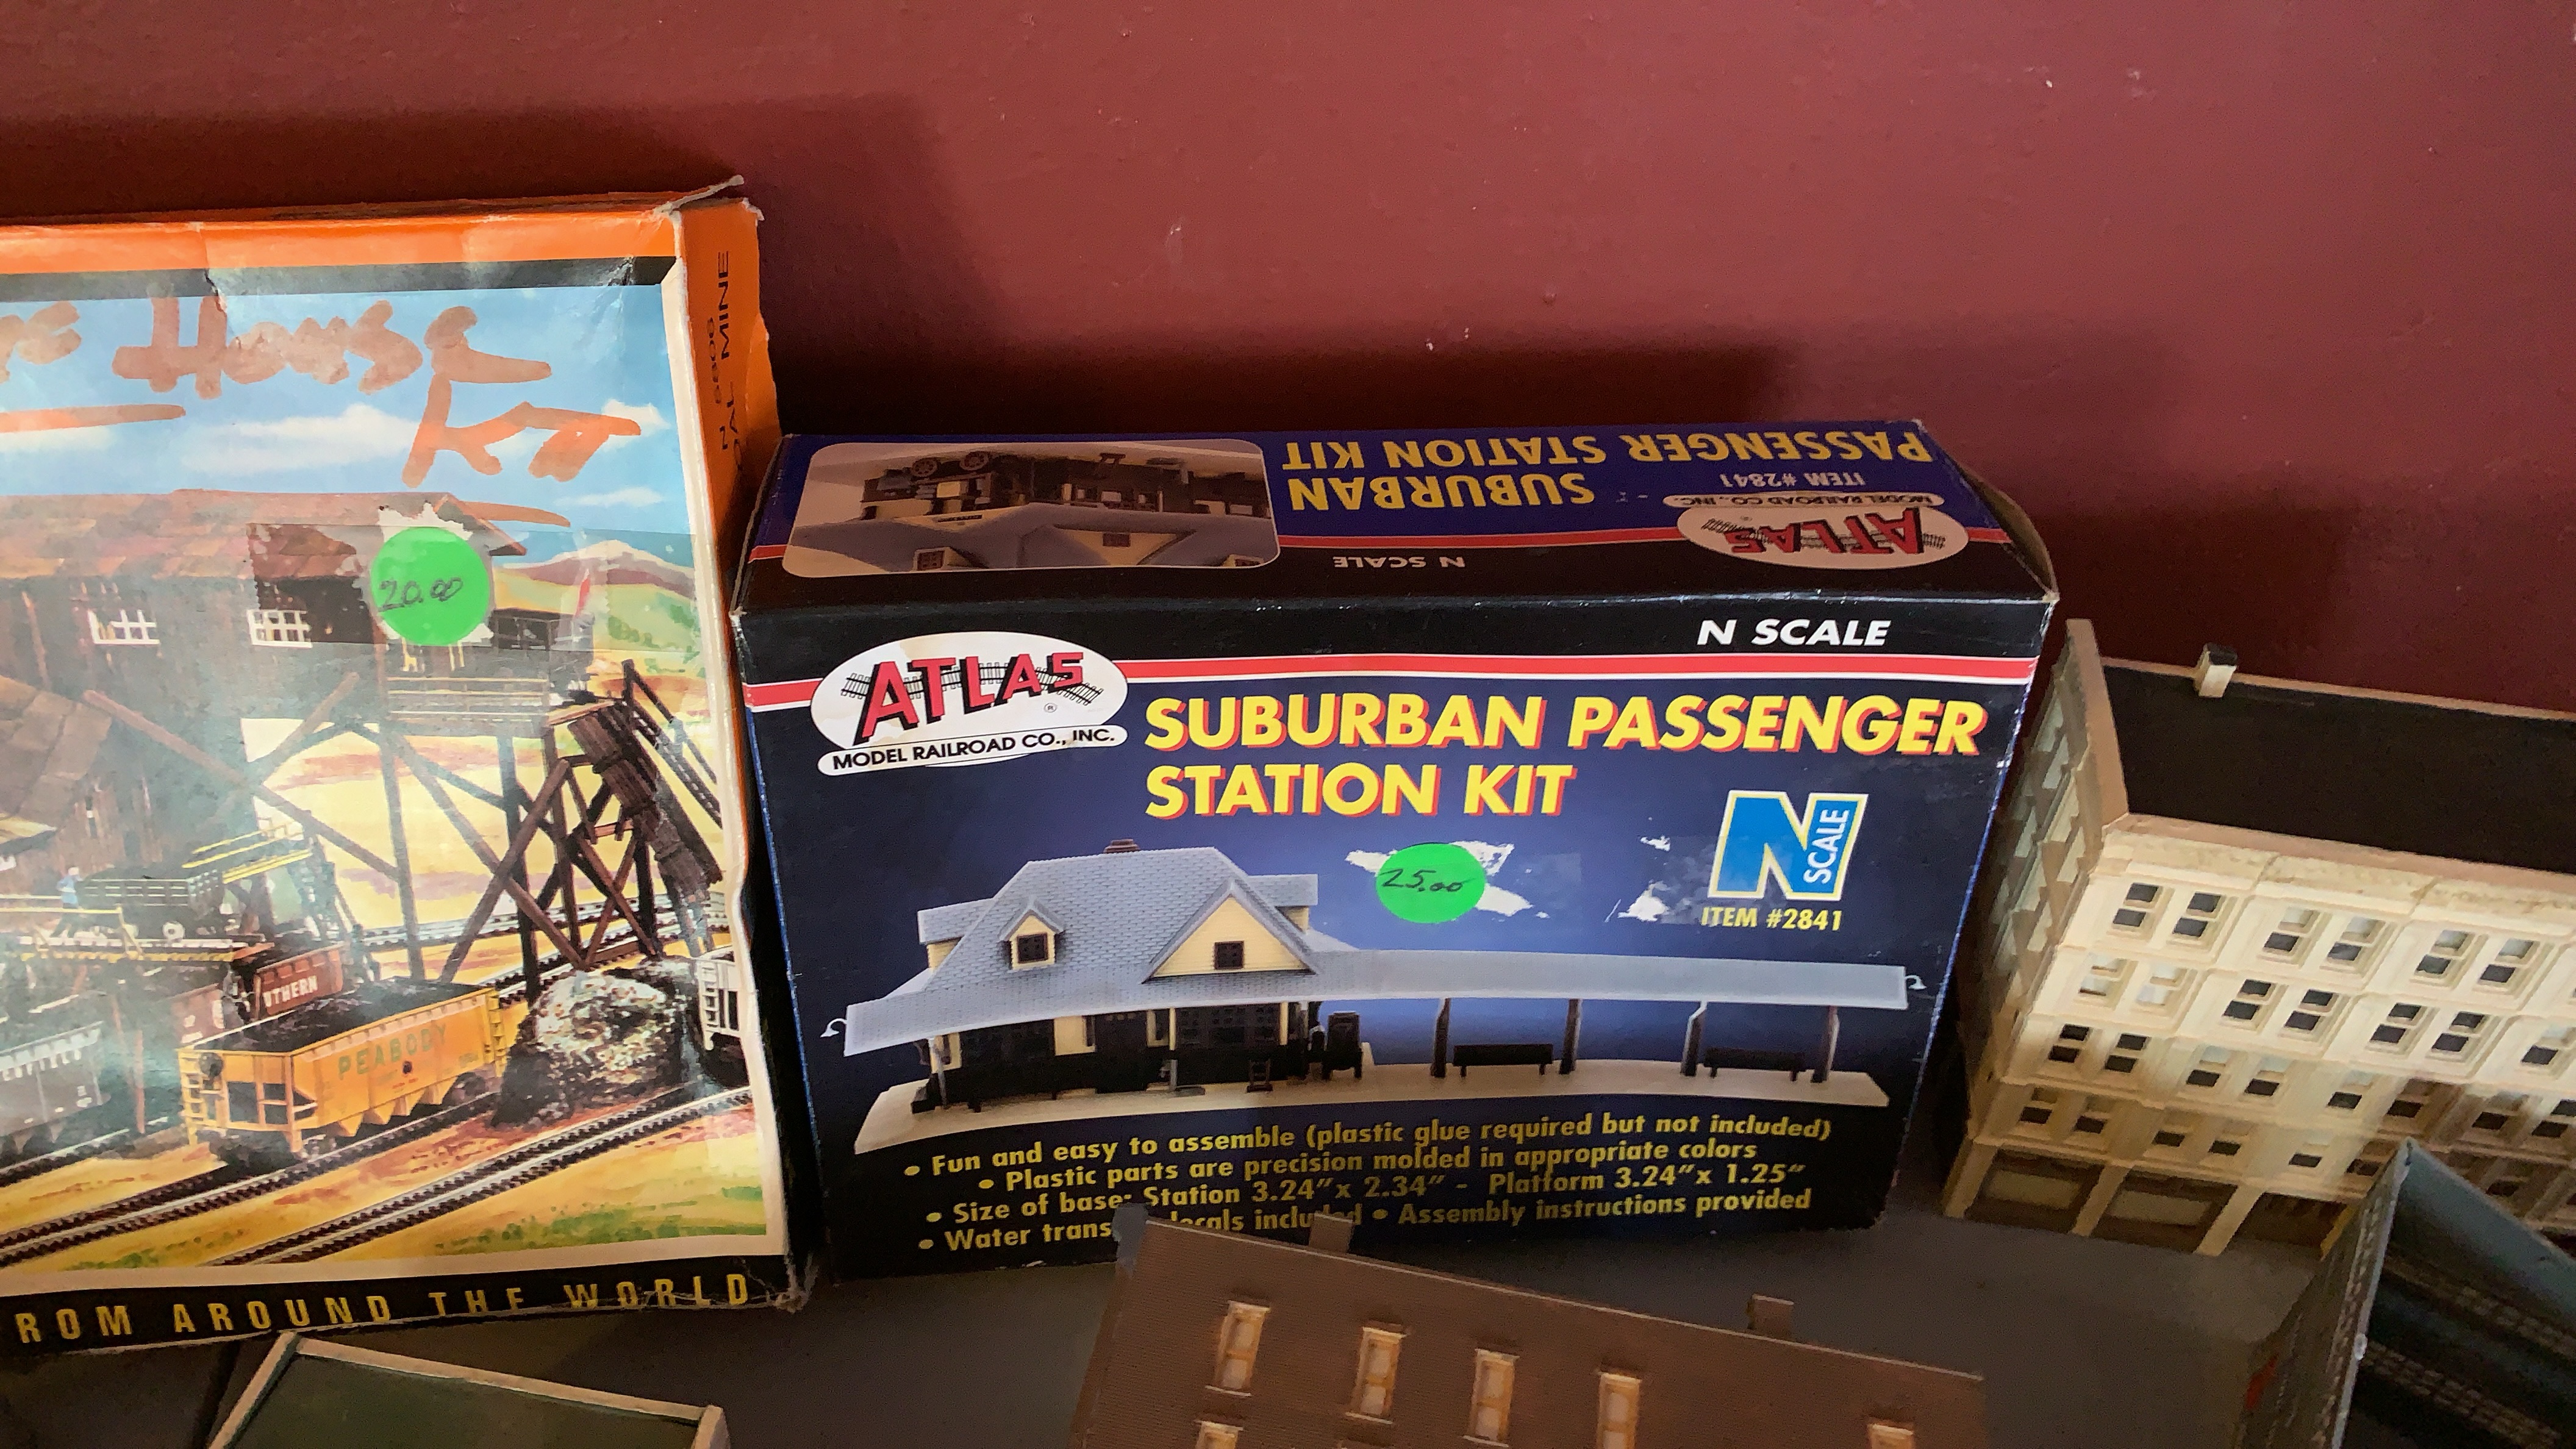 House
Kit
20.00
N 5806
COAL MINE
OTHERN
PEABODY
ROM AROUND THE WORLD
SUBURBAN
PASSENGER STATION KIT
ITEM #2841
ATLAS
MODEL RAILROAD CO., INC.
N SCALE
N SCALE
ATLAS
®
MODEL RAILROAD CO., INC.
SUBURBAN PASSENGER
STATION KIT
25.00
N SCALE
ITEM #2841
• Fun and easy to assemble (plastic glue required but not included)
• Plastic parts are precision molded in appropriate colors
• Size of base: Station 3.24" x 2.34" - Platform 3.24" x 1.25"
• Water trans ecals included • Assembly instructions provided